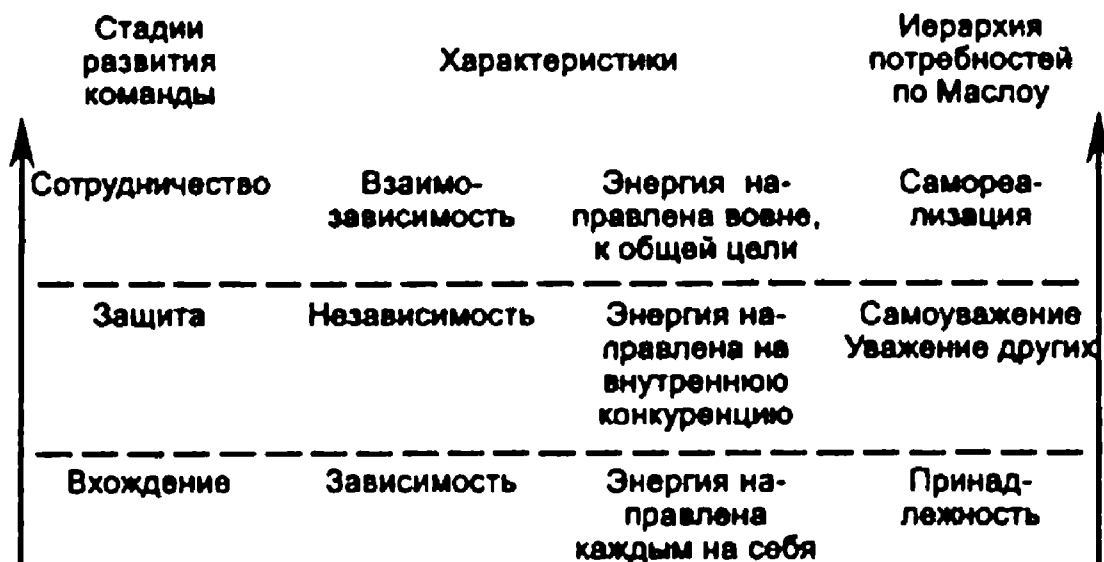 Стадии
развития
команды
Характеристики
Иерархия
потребностей
по Маслоу
Сотрудничество
Взаимо-
зависимость
Энергия на-
правлена вовне,
к общей цели
Самореа-
лизация
Защита
Независимость
Энергия на-
правлена на
внутреннюю
конкуренцию
Самоуважение
Уважение других
Вхождение
Зависимость
Энергия на-
правлена
каждым на себя
Принад-
лежность